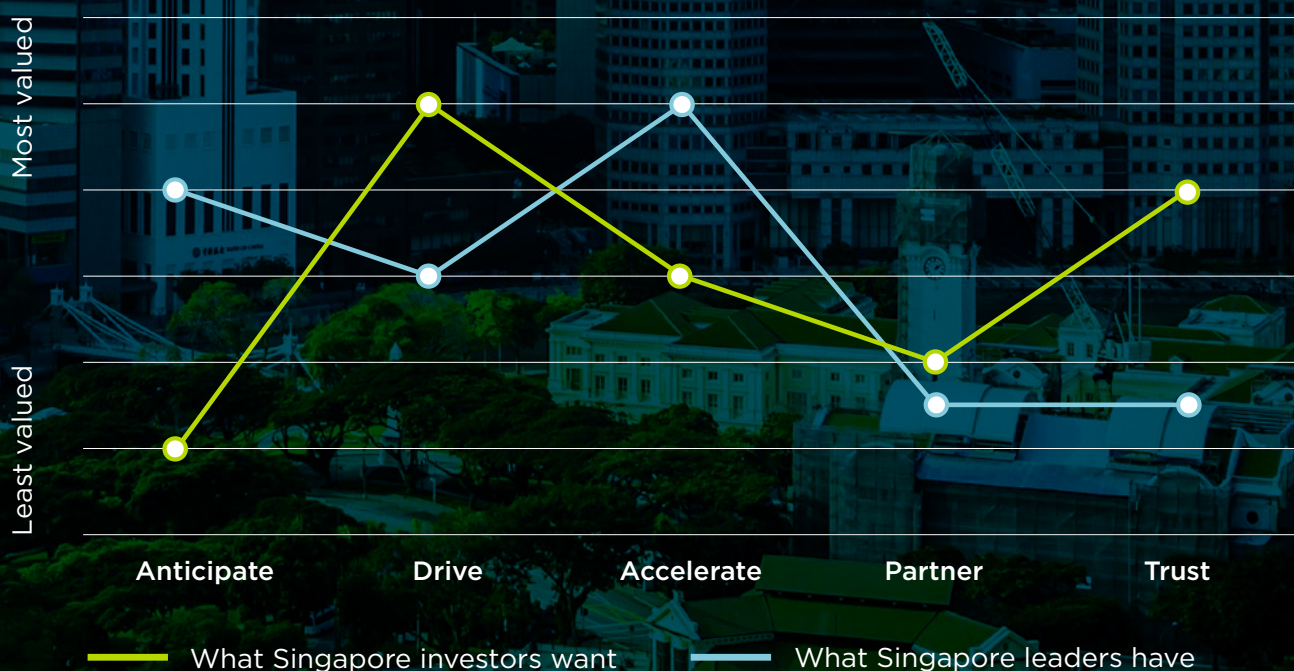 Most valued
Least valued
Anticipate Drive Accelerate Partner Trust
What Singapore investors want What Singapore leaders have